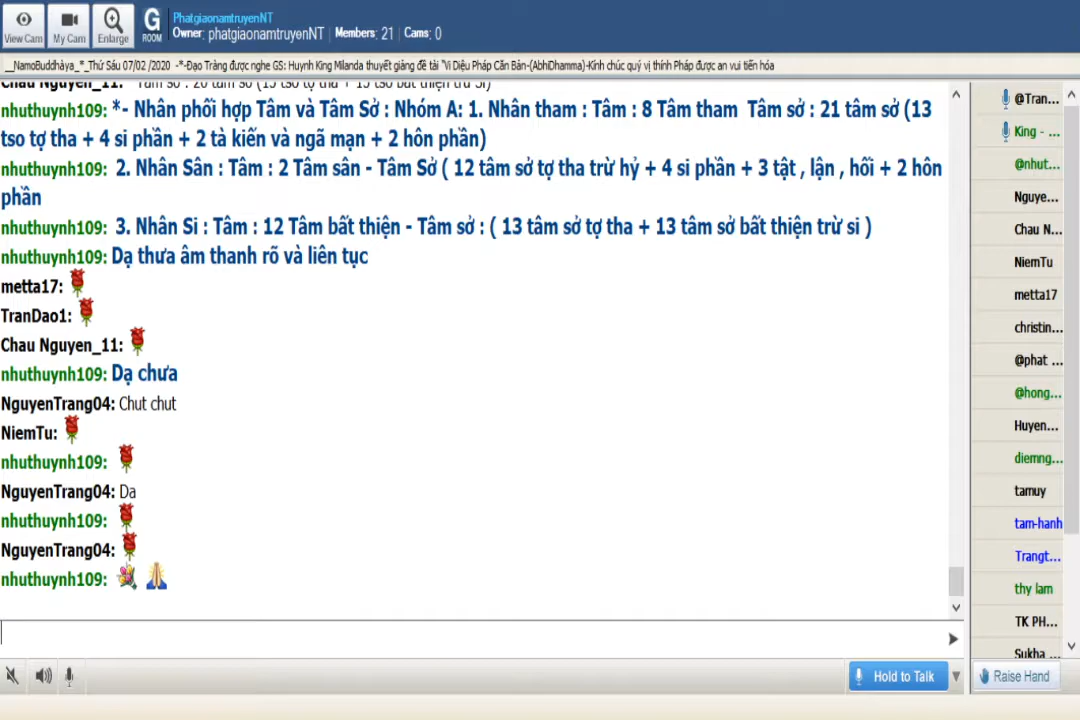 PhatgiaonamtruyenNT
Owner: phatgiaonamtruyenNT | Members: 21 | Cams: 0
View Cam
My Cam
Enlarge
G
ROOM
__NamoBuddhàya_*_Thứ Sáu 07/02 /2020 -*-Đạo Tràng được nghe GS: Huynh King Milanda thuyết giảng đề tài "Vi Diệu Pháp Căn Bản-(AbhiDhamma)-Kính chúc quý vị thính Pháp được an vui tiến hóa
nhuthuynh109: *- Nhân phối hợp Tâm và Tâm Sở : Nhóm A: 1. Nhân tham : Tâm : 8 Tâm tham Tâm sở : 21 tâm sở (13
tso tợ tha + 4 si phần + 2 tà kiến và ngã mạn + 2 hôn phần)
nhuthuynh109: 2. Nhân Sân : Tâm : 2 Tâm sân - Tâm Sở ( 12 tâm sở tợ tha trừ hỷ + 4 si phần + 3 tật , lận , hối + 2 hôn
phần
nhuthuynh109: 3. Nhân Si : Tâm : 12 Tâm bất thiện - Tâm sở : ( 13 tâm sở tợ tha + 13 tâm sở bất thiện trừ si )
nhuthuynh109: Dạ thưa âm thanh rõ và liên tục
metta17:
TranDao1:
Chau Nguyen_11:
nhuthuynh109: Dạ chưa
NguyenTrang04: Chut chut
NiemTu:
nhuthuynh109:
NguyenTrang04: Da
nhuthuynh109:
NguyenTrang04:
nhuthuynh109:
@Tran...
King - ...
@nhut...
Nguye...
Chau N...
NiemTu
metta17
christin...
@phat ...
@hong...
Huyen...
diemng...
tamuy
tam-hanh
Trangt...
thy lam
TK PH...
Sukha ...
Hold to Talk
Raise Hand